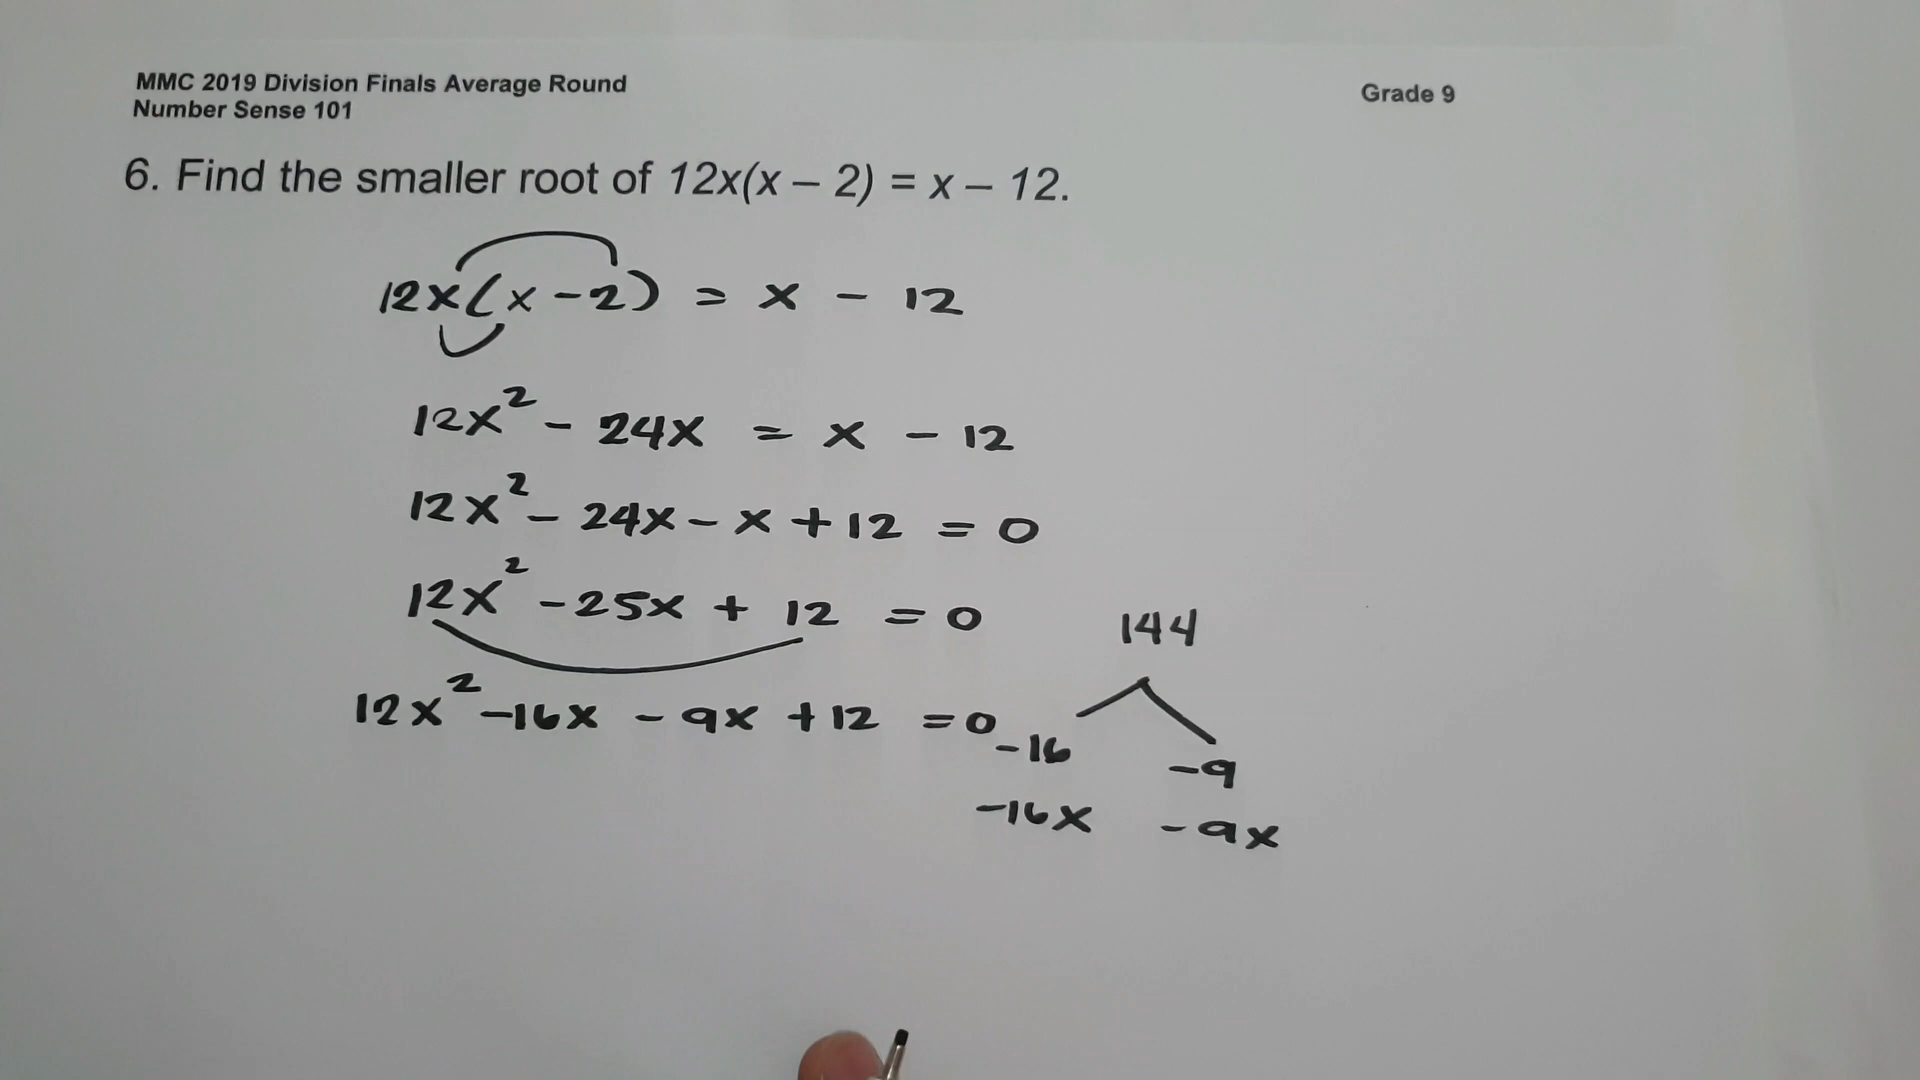 MMC 2019 Division Finals Average Round
Grade 9
Number Sense 101
6. Find the smaller root of 12x(x – 2) = x – 12.
12x(x-2) = x - 12
12x² - 24x = x - 12
12x² - 24x - x + 12 = 0
12x² - 25x + 12 = 0
144
12x² -16x - 9x + 12 = 0
-16 -9
-16x - 9x